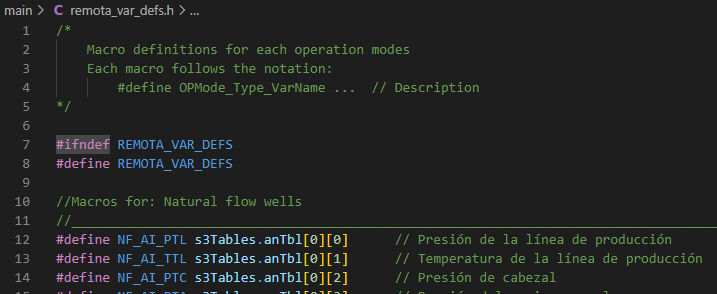 main > C remota_var_defs.h > ...
1 /*
2 Macro definitions for each operation modes
3 Each macro follows the notation:
4 #define OPMode_Type_VarName ... // Description
5 */
6
7 #ifndef REMOTA_VAR_DEFS
8 #define REMOTA_VAR_DEFS
9
10 //Macros for: Natural flow wells
11 //
12 #define NF_AI_PTL s3Tables.anTbl[0][0] // Presión de la línea de producción
13 #define NF_AI_TTL s3Tables.anTbl[0][1] // Temperatura de la línea de producción
14 #define NF_AI_PTC s3Tables.anTbl[0][2] // Presión de cabezal